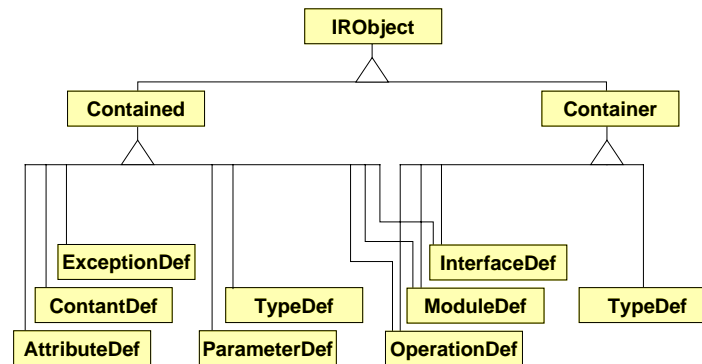 IRObject
Contained
Container
ExceptionDef
InterfaceDef
ContantDef
TypeDef
ModuleDef
TypeDef
AttributeDef
ParameterDef
OperationDef